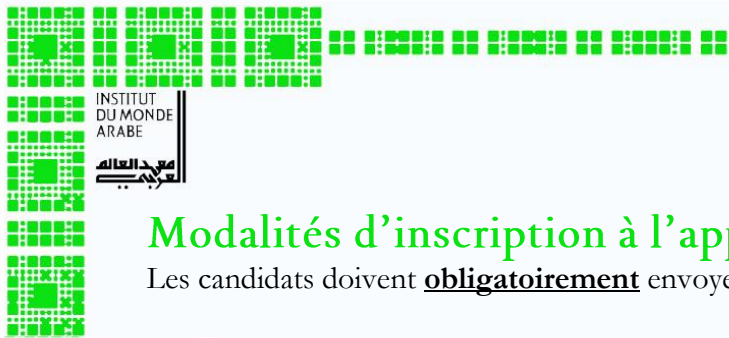 INSTITUT
DU MONDE
ARABE
معهد العالم
العربي
Modalités d’inscription à l’app
Les candidats doivent obligatoirement envoye